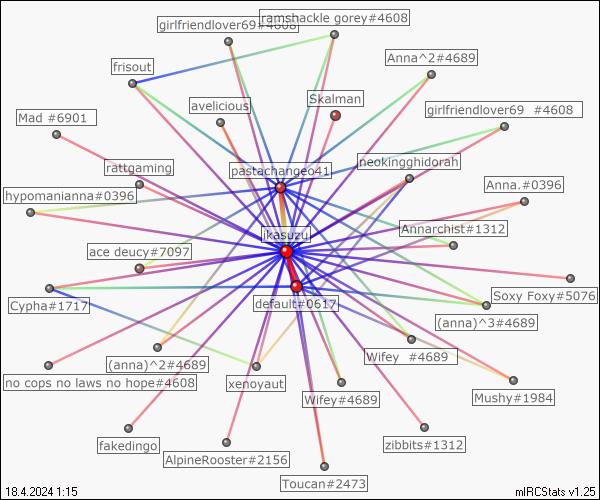 girlfriendlover69#4608
ramshackle gorey#4608
Anna^2#4689
frisout
Skalman
avelicious
girlfriendlover69 #4608
Mad #6901
neokingghidorah
rattgaming
pastachangeo41
Anna.#0396
hypomanianna#0396
Annarchist#1312
ikasuzu
ace deucy#7097
Soxy Foxy#5076
default#0617
Cypha#1717
(anna)^3#4689
Wifey #4689
(anna)^2#4689
no cops no laws no hope#4608
xenoyaut
Wifey#4689
Mushy#1984
fakedingo
zibbits#1312
AlpineRooster#2156
Toucan#2473
18.4.2024 1:15
mIRCStats v1.25